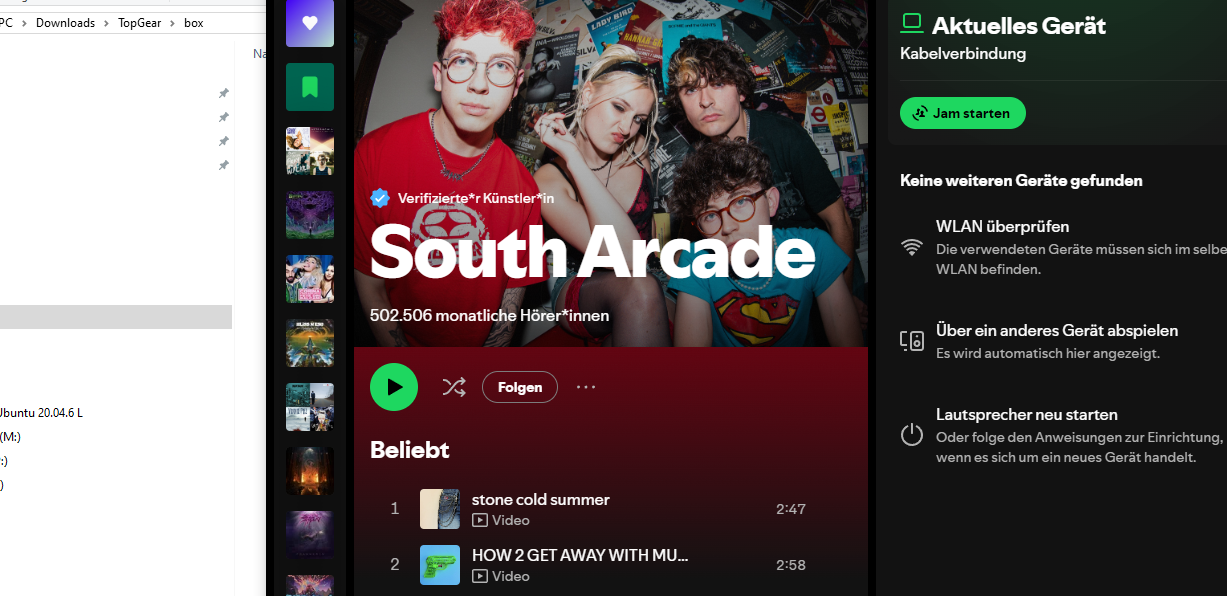 PC > Downloads > TopGear > box
Na
Ubuntu 20.04.6 L
(M:)
:)
)
Verifizierte*r Künstler*in
South Arcade
502.506 monatliche Hörer*innen
Folgen
Beliebt
1
stone cold summer
Video
2:47
2
HOW 2 GET AWAY WITH MU...
Video
2:58
Aktuelles Gerät
Kabelverbindung
Jam starten
Keine weiteren Geräte gefunden
WLAN überprüfen
Die verwendeten Geräte müssen sich im selbe
WLAN befinden.
Über ein anderes Gerät abspielen
Es wird automatisch hier angezeigt.
Lautsprecher neu starten
Oder folge den Anweisungen zur Einrichtung,
wenn es sich um ein neues Gerät handelt.